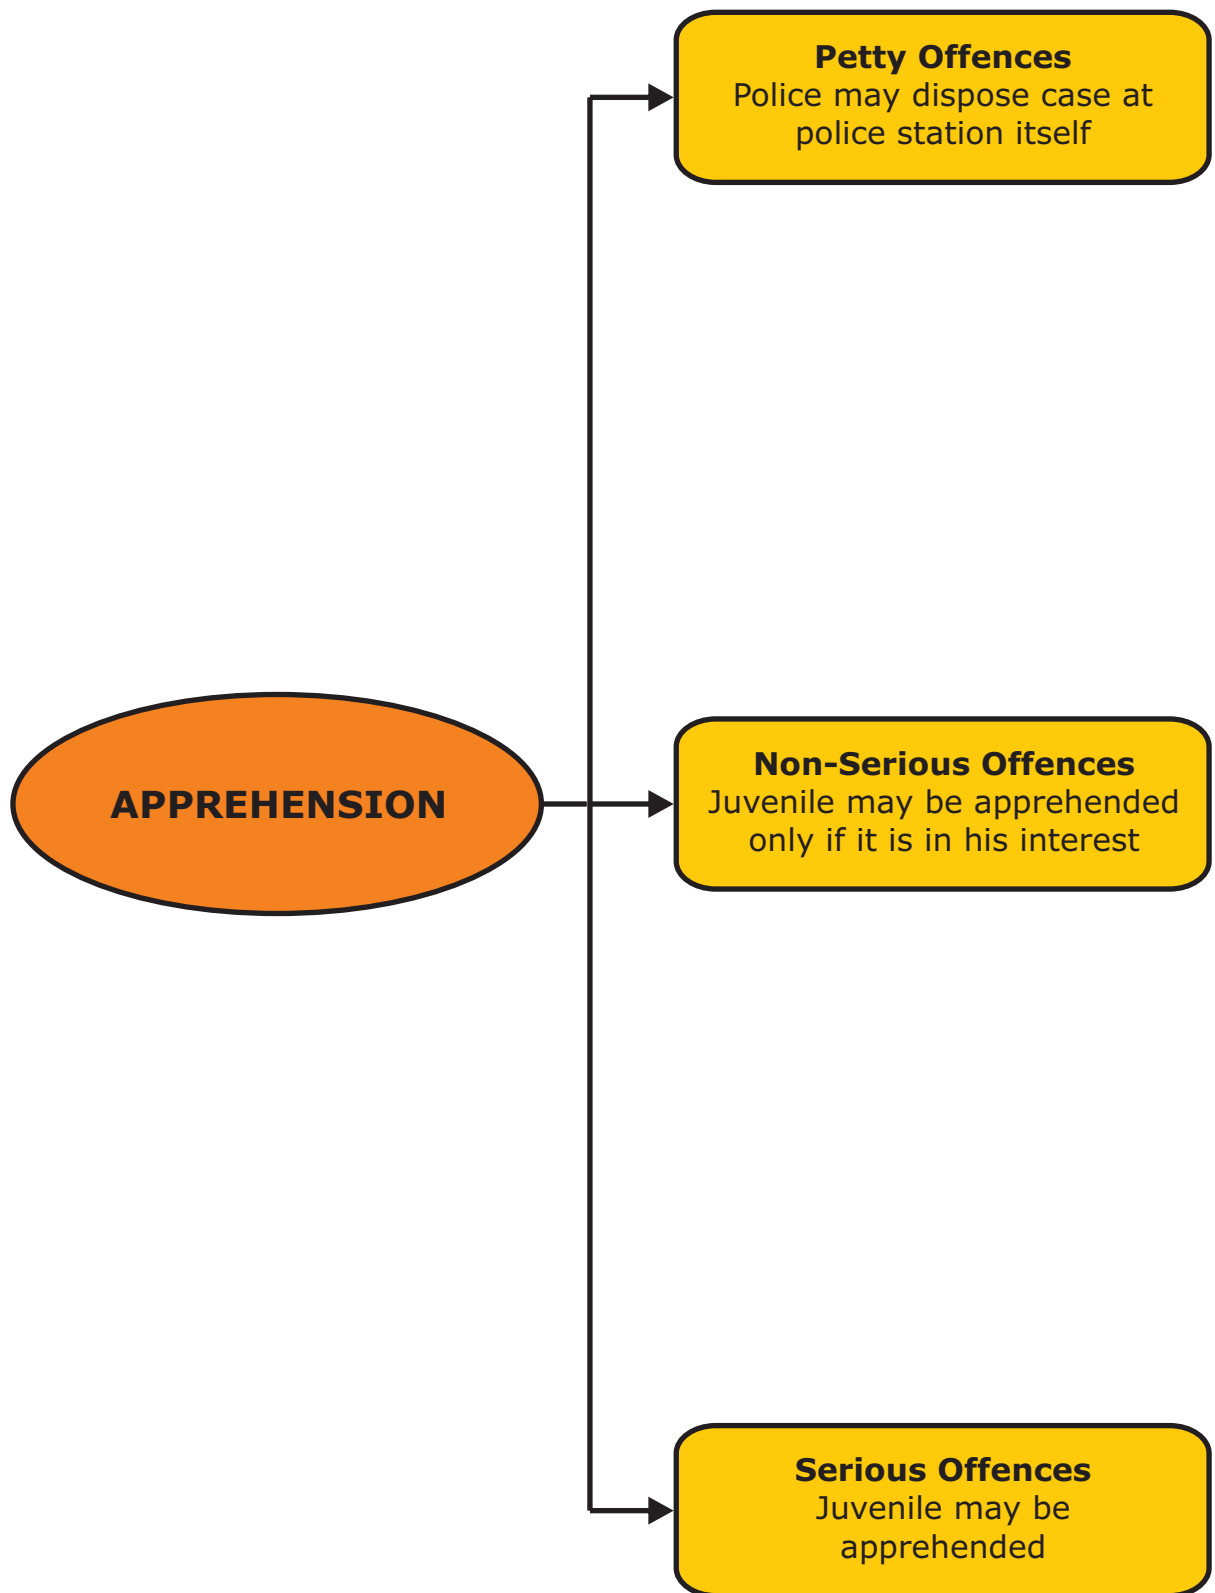 Petty Offences
Police may dispose case at
police station itself
APPREHENSION
Non-Serious Offences
Juvenile may be apprehended
only if it is in his interest
Serious Offences
Juvenile may be
apprehended